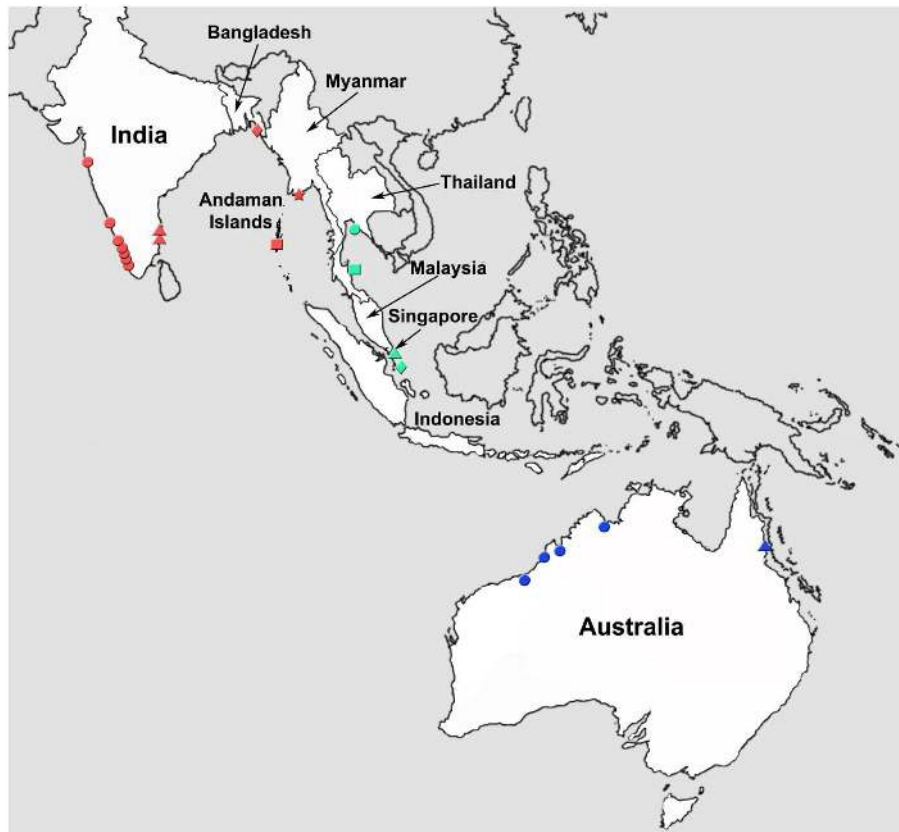 Bangladesh
Myanmar
India
Thailand
Andaman
Islands
Malaysia
Singapore
Indonesia
Australia